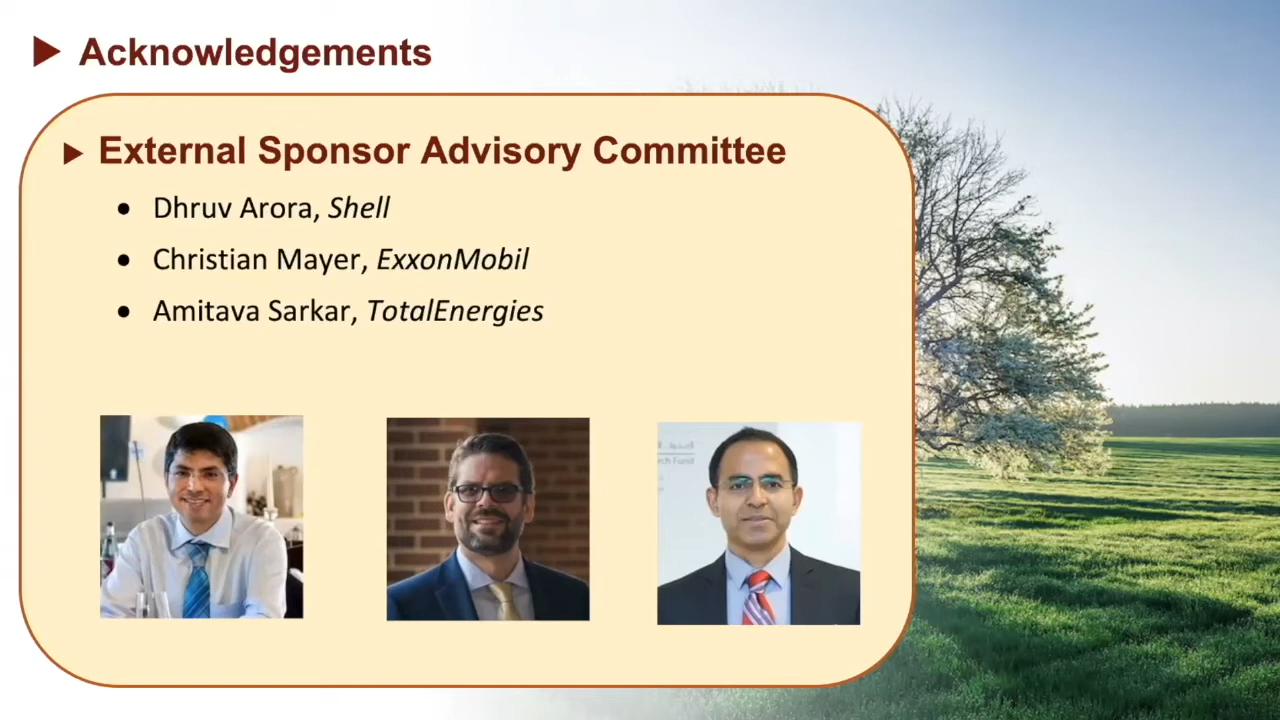 Acknowledgements
External Sponsor Advisory Committee
Dhruv Arora, Shell
Christian Mayer, ExxonMobil
Amitava Sarkar, TotalEnergies